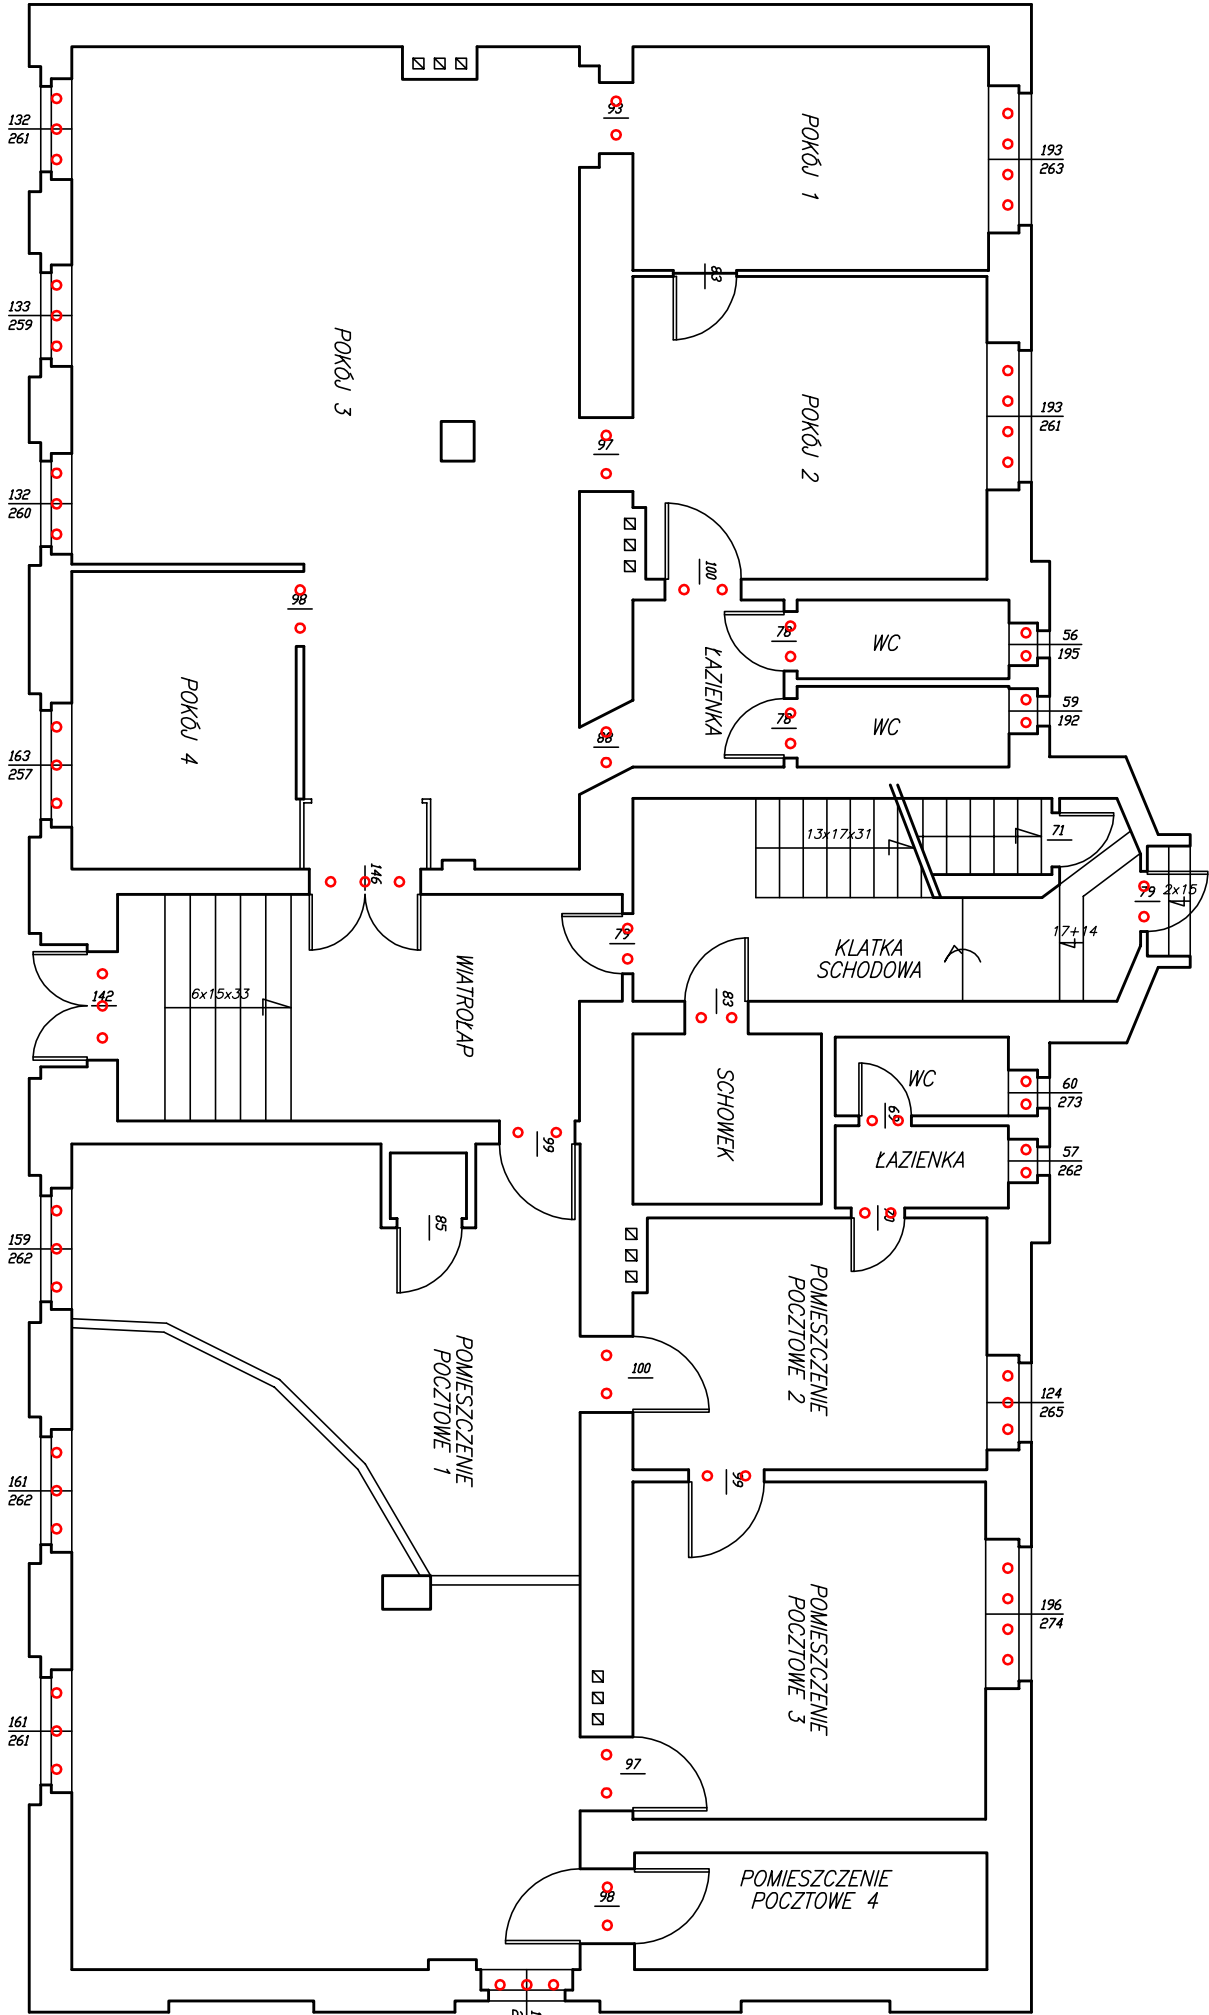 93
132
261
POKÓJ 1
193
263
83
133
259
POKÓJ 3
POKÓJ 2
193
261
97
132
260
100
98
78
WC
56
195
ŁAZIENKA
POKÓJ 4
78
WC
59
192
88
163
257
13x17x31
71
146
79
2x15
79
17+14
KLATKA
SCHODOWA
WIATROŁAP
142
6x15x33
83
SCHOWEK
WC
60
273
69
99
ŁAZIENKA
57
262
85
70
159
262
POMIESZCZENIE
POCZTOWE 1
POMIESZCZENIE
POCZTOWE 2
100
124
265
99
161
262
POMIESZCZENIE
POCZTOWE 3
196
274
161
261
97
POMIESZCZENIE
POCZTOWE 4
98